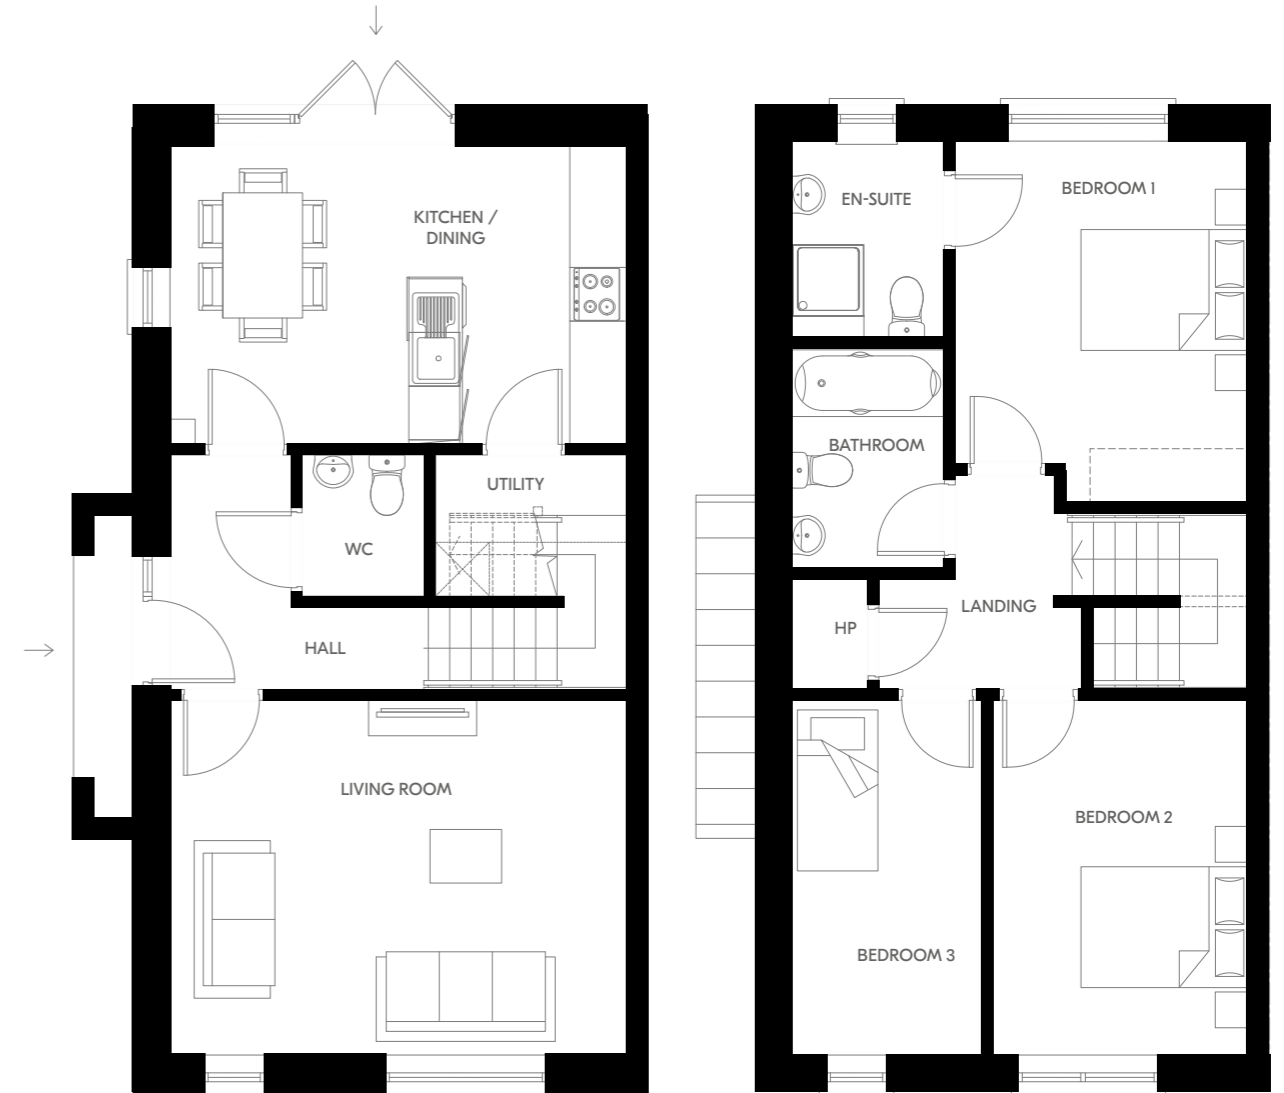 KITCHEN /
DINING
UTILITY
WC
HALL
LIVING ROOM
EN-SUITE
BEDROOM 1
BATHROOM
LANDING
HP
BEDROOM 2
BEDROOM 3